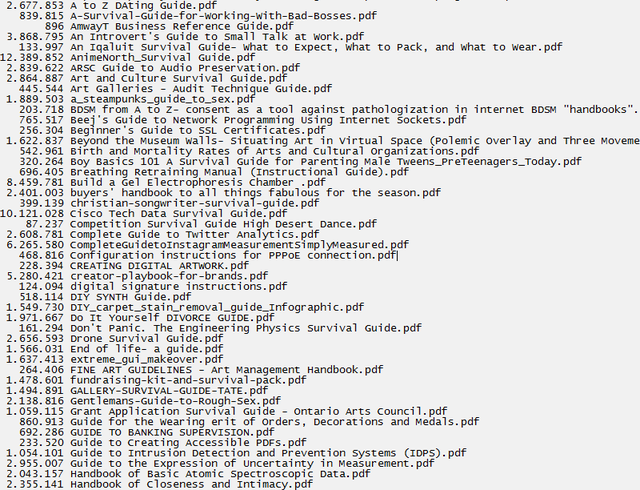 2.677.853 A to Z DAting Guide.pdf
839.815 A-Survival-Guide-for-Working-With-Bad-Bosses.pdf
896 AmwayT Business Reference Guide.pdf
3.868.795 An Introvert's Guide to Small Talk at Work.pdf
133.997 An Iqaluit Survival Guide- What to Expect, What to Pack, and What to Wear.pdf
12.389.852 AnimeNorth_Survival Guide.pdf
2.839.622 ARSC Guide to Audio Preservation.pdf
2.864.887 Art and Culture Survival Guide.pdf
445.544 Art Galleries - Audit Technique Guide.pdf
1.889.503 a_steampunks_guide_to_sex.pdf
203.718 BDSM from A to Z- consent as a tool against pathologization in internet BDSM "handbooks".
765.517 Beej's Guide to Network Programming Using Internet Sockets.pdf
256.304 Beginner's Guide to SSL Certificates.pdf
1.622.837 Beyond the Museum Walls- Situating Art in Virtual Space (Polemic Overlay and Three Moveme
542.961 Birth and Mortality Rates of Arts and Cultural Organizations.pdf
320.264 Boy Basics 101 A Survival Guide for Parenting Male Tweens_PreTeenagers_Today.pdf
696.405 Breathing Retraining Manual (Instructional Guide).pdf
8.459.781 Build a Gel Electrophoresis Chamber .pdf
2.401.003 buyers' handbook to all things fabulous for the season.pdf
399.139 christian-songwriter-survival-guide.pdf
10.121.028 Cisco Tech Data Survival Guide.pdf
87.237 Competition Survival Guide High Desert Dance.pdf
2.608.781 Complete Guide to Twitter Analytics.pdf
6.265.580 CompleteGuidetoInstagramMeasurementSimplyMeasured.pdf
468.816 Configuration instructions for PPPoE connection.pdf
228.394 CREATING DIGITAL ARTWORK.pdf
5.280.421 creator-playbook-for-brands.pdf
124.094 digital signature instructions.pdf
518.114 DIY SYNTH Guide.pdf
1.549.730 DIY_carpet_stain_removal_guide_Infographic.pdf
1.971.667 Do It Yourself DIVORCE GUIDE.pdf
161.294 Don't Panic. The Engineering Physics Survival Guide.pdf
2.656.593 Drone Survival Guide.pdf
1.566.031 End of life- a guide.pdf
1.637.413 extreme_gui_makeover.pdf
264.406 FINE ART GUIDELINES - Art Management Handbook.pdf
1.478.601 fundraising-kit-and-survival-pack.pdf
1.494.891 GALLERY-SURVIVAL-GUIDE-TATE.pdf
2.138.816 Gentlemans-Guide-to-Rough-Sex.pdf
1.059.115 Grant Application Survival Guide - Ontario Arts Council.pdf
860.913 Guide for the Wearing erit of Orders, Decorations and Medals.pdf
692.286 GUIDE TO BANKING SUPERVISION.pdf
233.520 Guide to Creating Accessible PDFs.pdf
1.054.101 Guide to Intrusion Detection and Prevention Systems (IDPS).pdf
2.955.007 Guide to the Expression of Uncertainty in Measurement.pdf
2.043.157 Handbook of Basic Atomic Spectroscopic Data.pdf
2.355.141 Handbook of Closeness and Intimacy.pdf